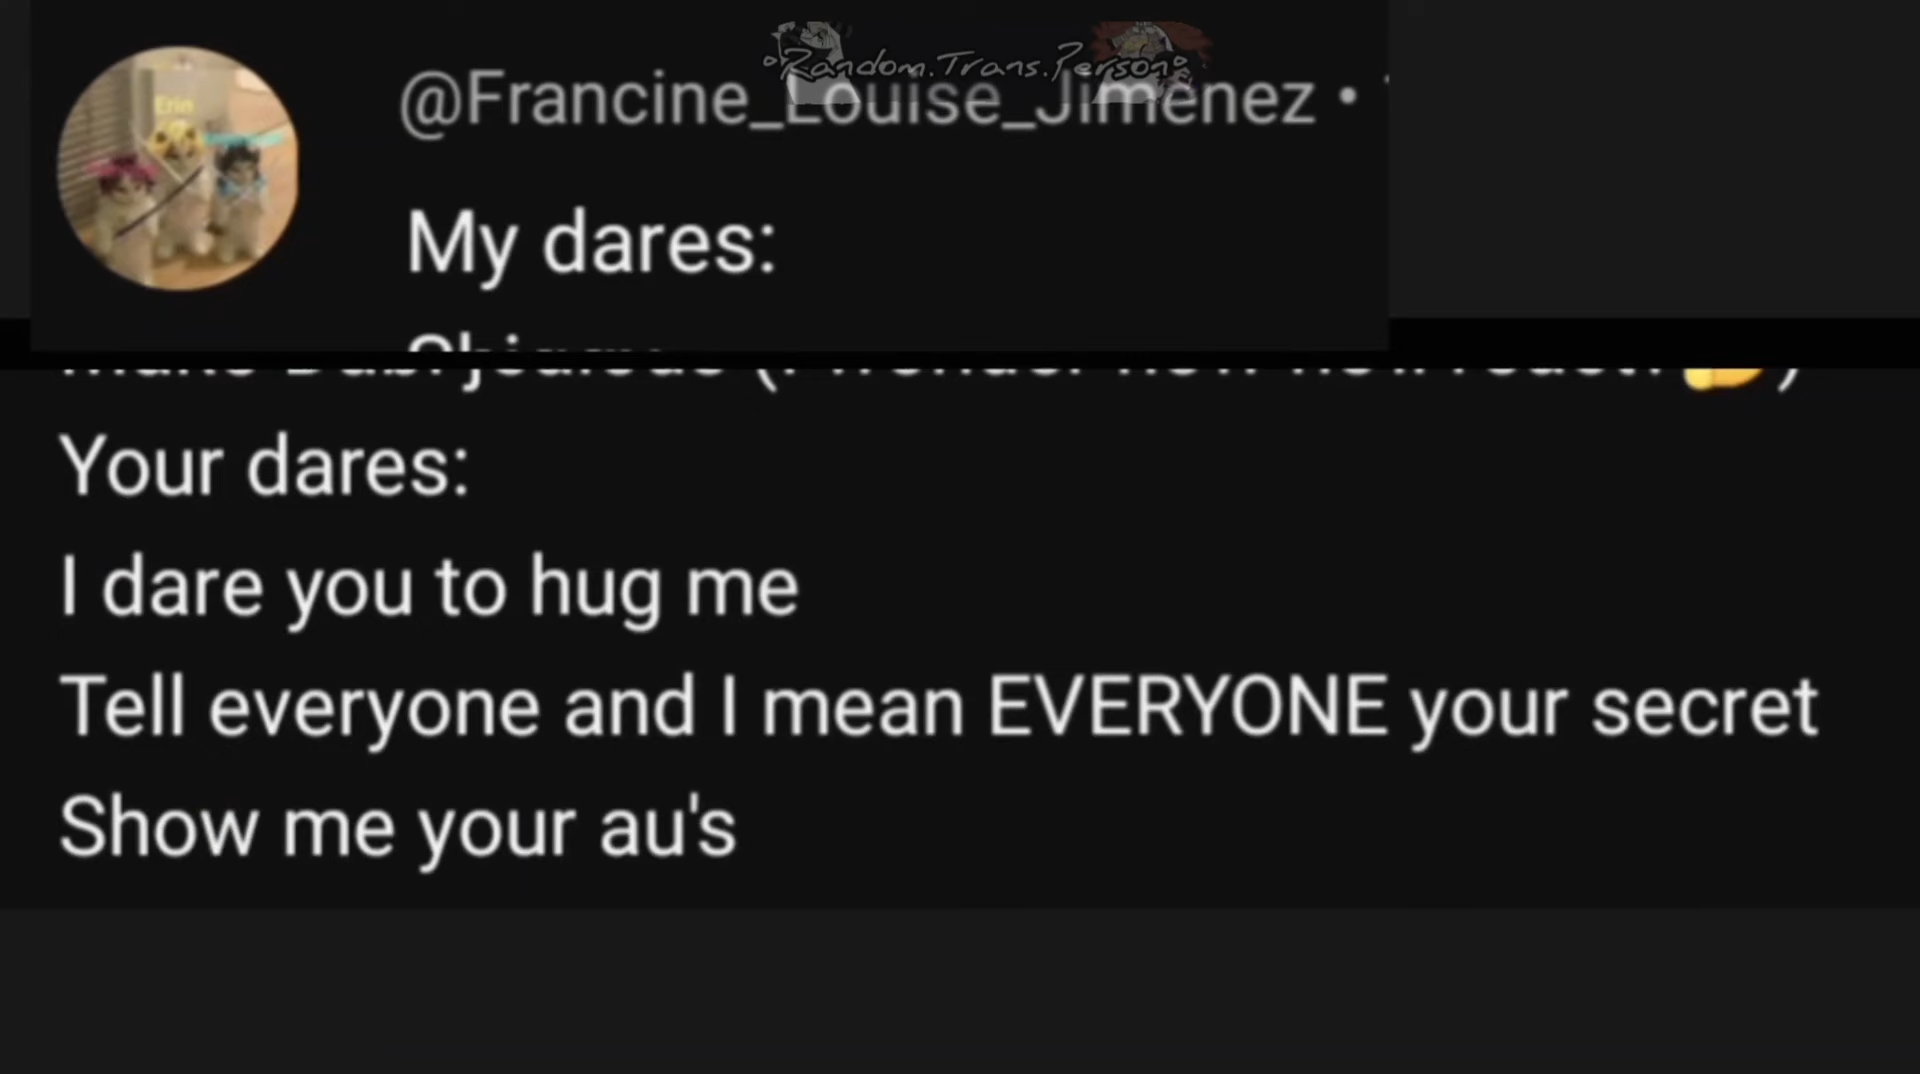 °Random.Trans.Person°
@Francine_Louise_Jimenez •
My dares:
Your dares:
I dare you to hug me
Tell everyone and I mean EVERYONE your secret
Show me your au's